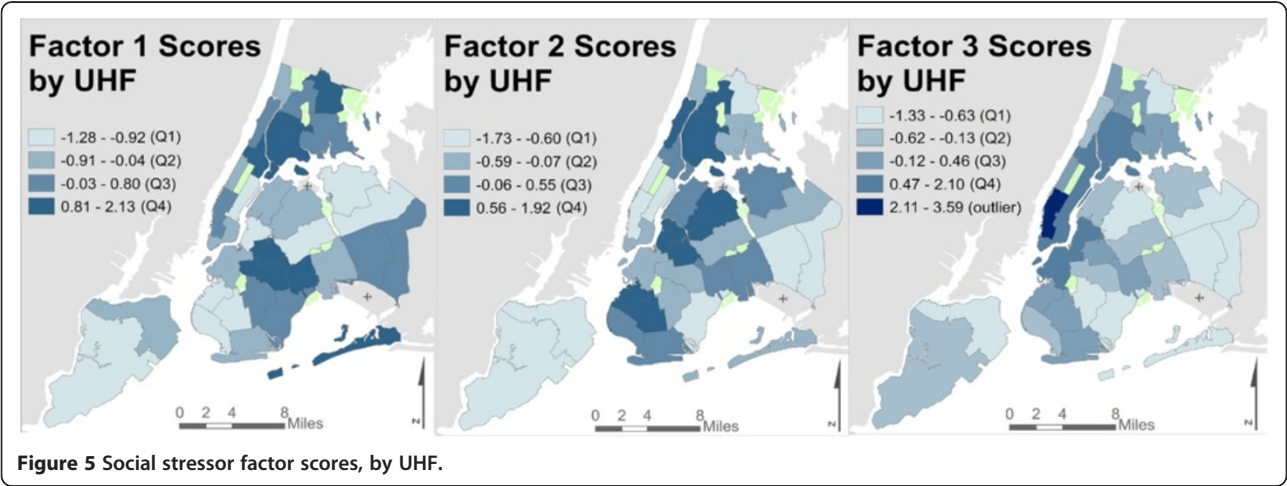 Factor 1 Scores
by UHF
-1.28 - -0.92 (Q1)
-0.91 - -0.04 (Q2)
-0.03 - 0.80 (Q3)
0.81 - 2.13 (Q4)
0 2 4 8
Miles
N
Factor 2 Scores
by UHF
-1.73 - -0.60 (Q1)
-0.59 - -0.07 (Q2)
-0.06 - 0.55 (Q3)
0.56 - 1.92 (Q4)
0 2 4 8
Miles
N
Factor 3 Scores
by UHF
-1.33 - -0.63 (Q1)
-0.62 - -0.13 (Q2)
-0.12 - 0.46 (Q3)
0.47 - 2.10 (Q4)
2.11 - 3.59 (outlier)
0 2 4 8
Miles
N
Figure 5 Social stressor factor scores, by UHF.